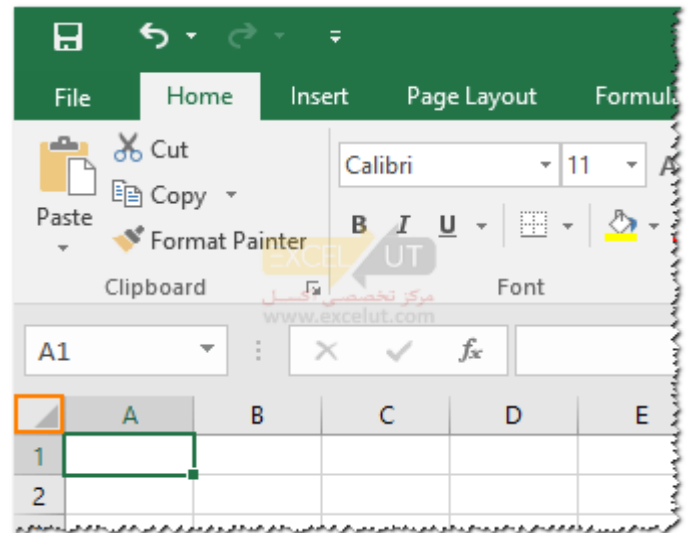 File Home Insert Page Layout Formul
Cut
Calibri 11 A
Copy
Paste
B I U
Format Painter
EXCEL UT
Clipboard Font
مرکز تخصصی اکسل
www.excelut.com
A1 fx
A B C D E
1
2